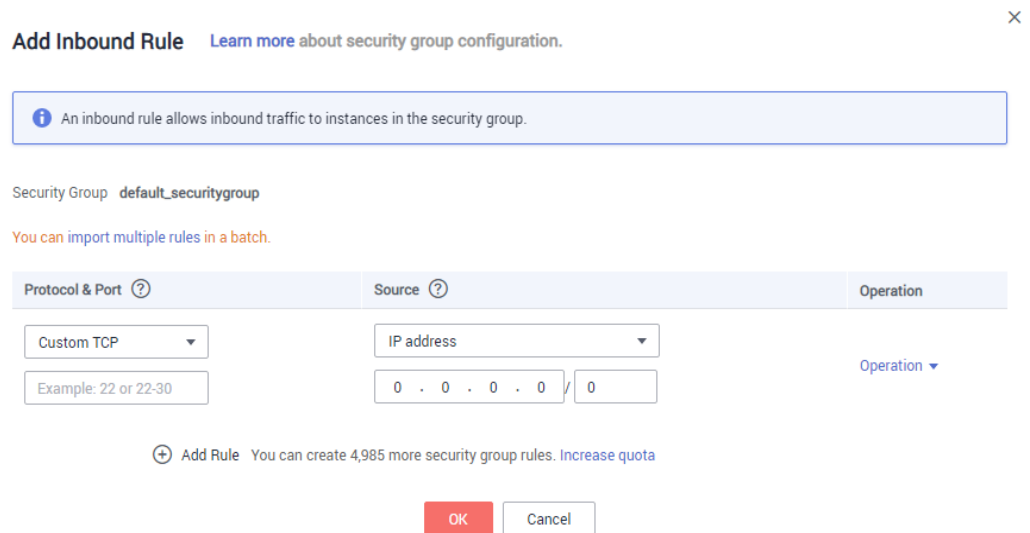 Add Inbound Rule Learn more about security group configuration.
An inbound rule allows inbound traffic to instances in the security group.
Security Group default_securitygroup
You can import multiple rules in a batch.
Protocol & Port ? Source ? Operation
Custom TCP IP address
Operation
Example: 22 or 22-30 0 . 0 . 0 . 0 / 0
Add Rule You can create 4,985 more security group rules. Increase quota
OK Cancel